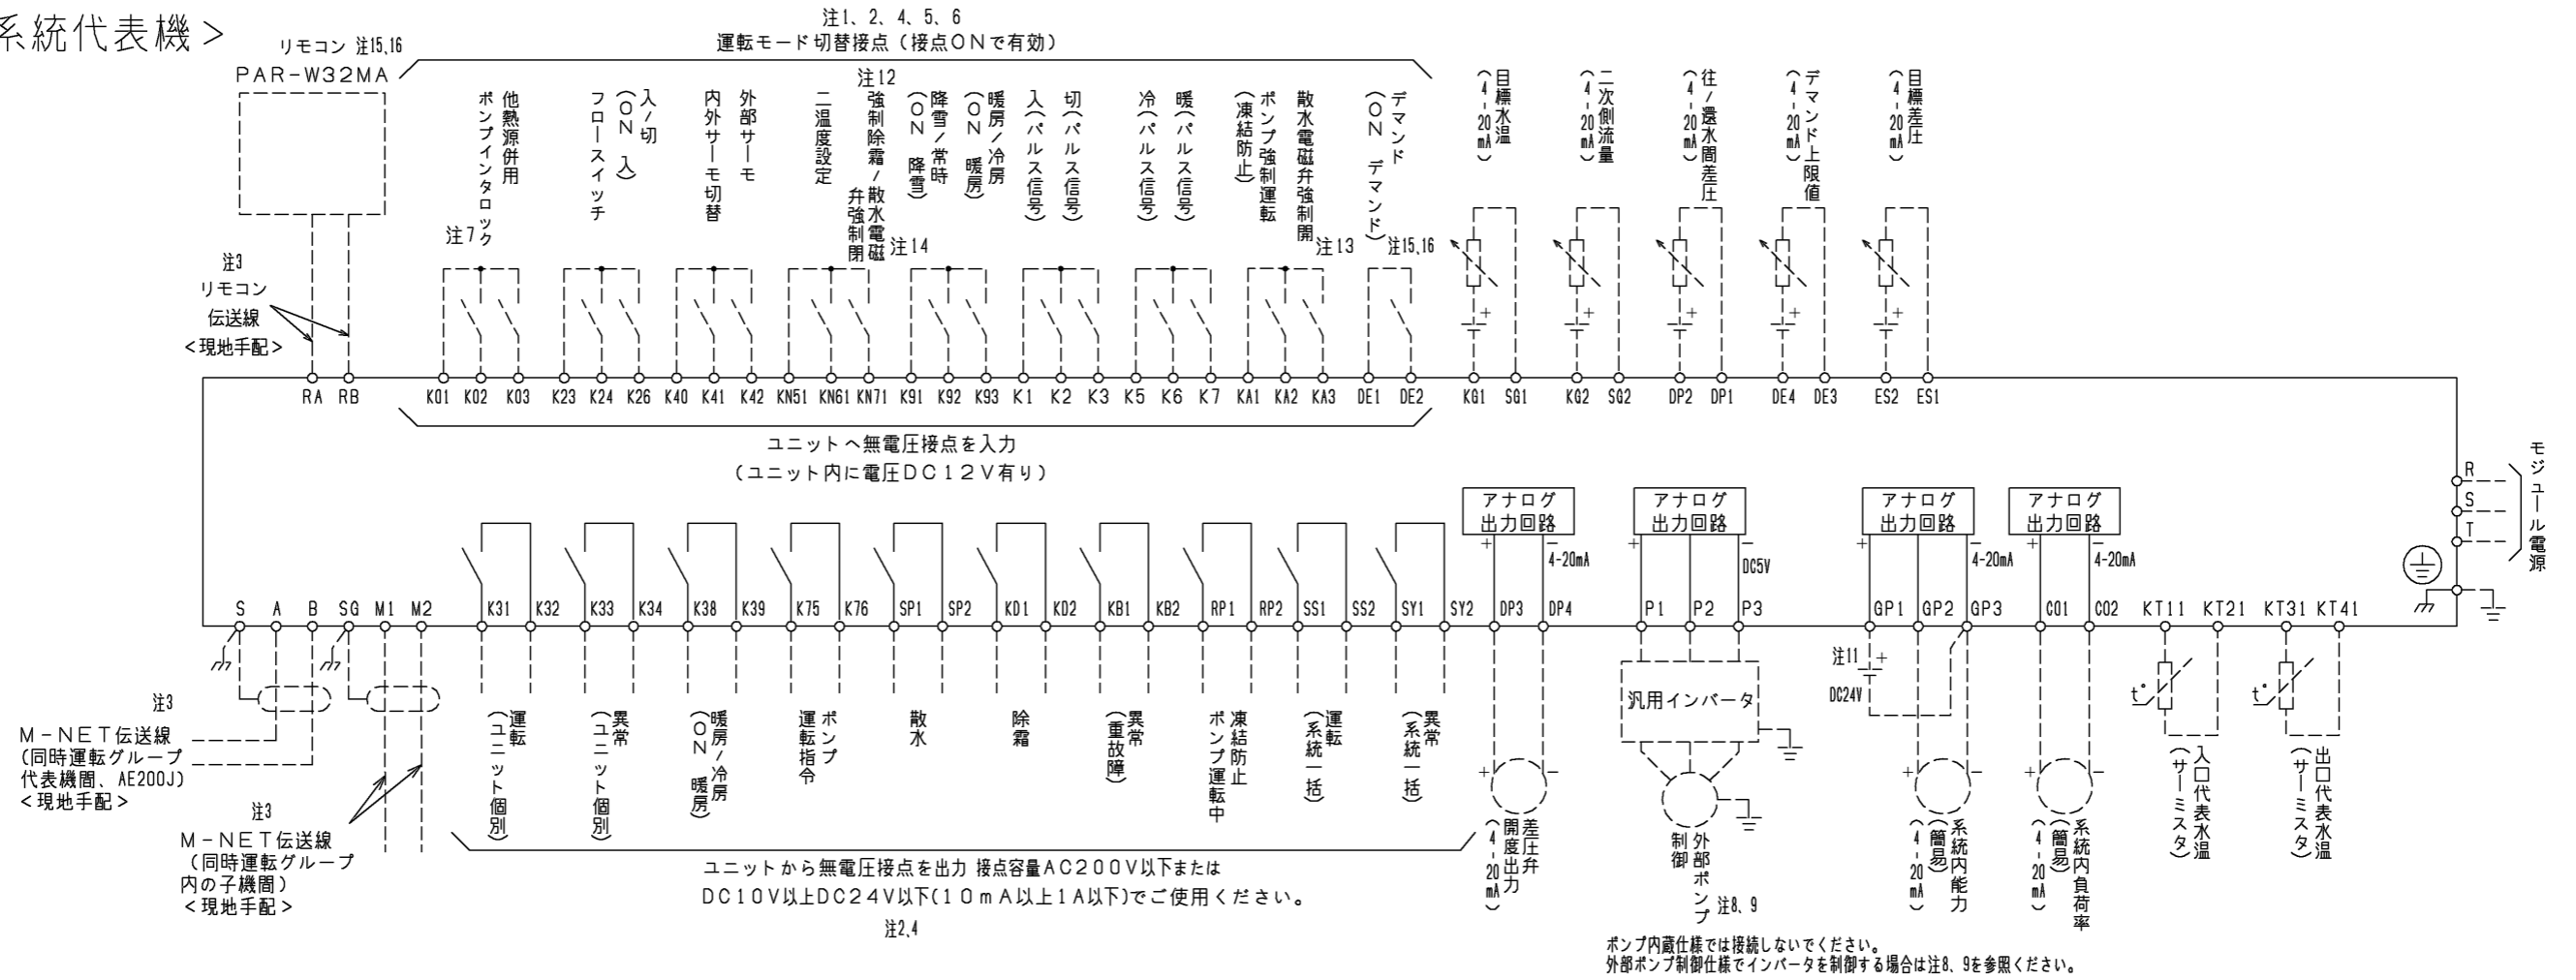 系統代表機＞
リモコン 注15,16
PAR-W32MA
注1、2、4、5、6
運転モード切替接点（接点ONで有効）
他熱源併用
ポンプインタロック
注7
入/切
(ON 入)
フロースイッチ
外部サーモ
内外サーモ切替
二温度設定
注12
強制除霜/散水電磁
弁強制閉
降雪/常時
(ON 降雪)
注14
暖房/冷房
(ON 暖房)
入(パルス信号)
切(パルス信号)
冷(パルス信号)
暖(パルス信号)
ポンプ強制運転
(凍結防止)
散水電磁弁強制開
注13
デマンド
(ON デマンド)
注15,16
目標水温
(4-20mA)
二次側流量
(4-20mA)
往/還水間差圧
(4-20mA)
デマンド上限値
(4-20mA)
目標差圧
(4-20mA)
注3
リモコン
伝送線
＜現地手配＞
RA RB K01 K02 K03 K23 K24 K26 K40 K41 K42 KN51 KN61 KN71 K91 K92 K93 K1 K2 K3 K5 K6 K7 KA1 KA2 KA3 DE1 DE2 KG1 SG1 KG2 SG2 DP2 DP1 DE4 DE3 ES2 ES1
ユニットへ無電圧接点を入力
（ユニット内に電圧DC12V有り）
R
S
T
モジュール電源
アナログ
出力回路
+ − 4-20mA
アナログ
出力回路
+ − DC5V
アナログ
出力回路
+ − 4-20mA
アナログ
出力回路
+ − 4-20mA
S A B SG M1 M2 K31 K32 K33 K34 K38 K39 K75 K76 SP1 SP2 KD1 KD2 KB1 KB2 RP1 RP2 SS1 SS2 SY1 SY2 DP3 DP4 P1 P2 P3 GP1 GP2 GP3 CO1 CO2 KT11 KT21 KT31 KT41
注3
M-NET伝送線
(同時運転グループ
代表機間、AE200J)
＜現地手配＞
注3
M-NET伝送線
（同時運転グループ
内の子機間）
＜現地手配＞
運転
(ユニット個別)
異常
(ユニット個別)
暖房/冷房
(ON 暖房)
ポンプ
運転指令
散水
除霜
異常
(重故障)
凍結防止
ポンプ運転中
運転
(系統一括)
異常
(系統一括)
ユニットから無電圧接点を出力 接点容量AC200V以下または
DC10V以上DC24V以下(10mA以上1A以下)でご使用ください。
注2,4
+ −
差圧弁
開度出力
(4-20mA)
汎用インバータ
外部ポンプ
制御
注8、9
注11 +
DC24V
+ −
系統内能力
(簡易)
(4-20mA)
+ −
系統内負荷率
(簡易)
(4-20mA)
t°
入口代表水温
(サーミスタ)
t°
出口代表水温
(サーミスタ)
ポンプ内蔵仕様では接続しないでください。
外部ポンプ制御仕様でインバータを制御する場合は注8、9を参照ください。